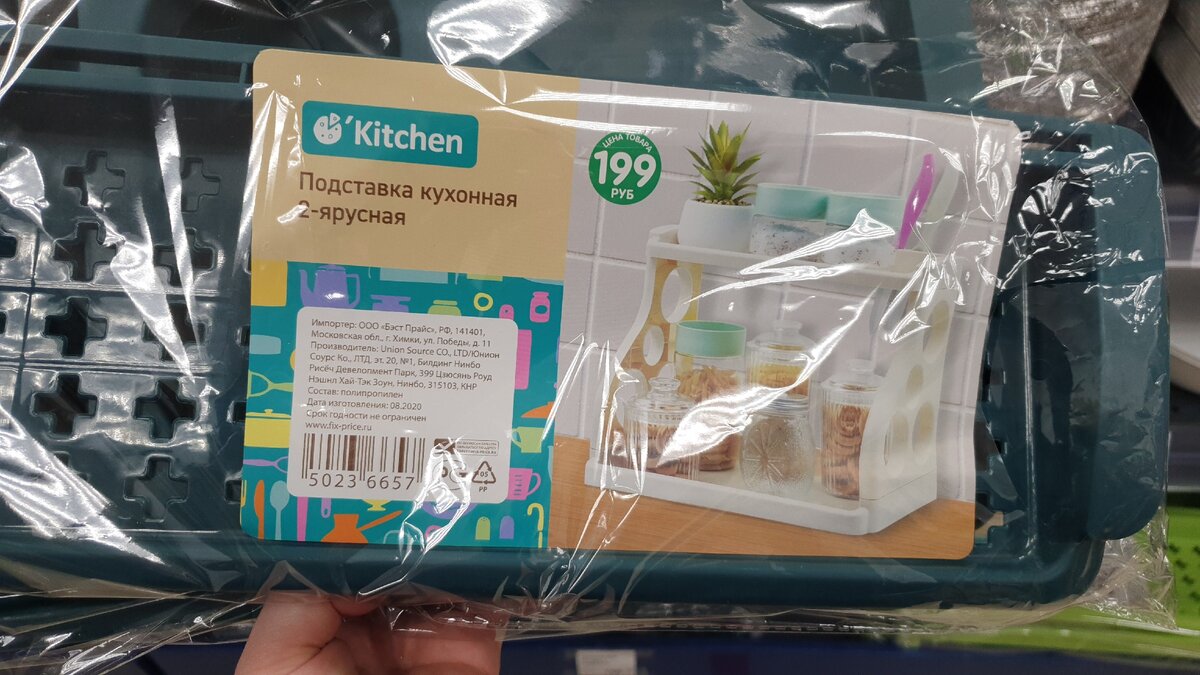 'Kitchen
Подставка кухонная
2-ярусная
ЦЕНА ТОВАРА
199
РУБ
Импортер: ООО «Бэст Прайс», РФ, 141401,
Московская обл., г. Химки, ул. Победы, д. 11
Производитель: Union Source CO., LTD/Юнион
Соурс Ко., ЛТД, эт. 20, №1, Билдинг Нинбо
Рисёч Девелопмент Парк, 399 Цзюсянь Роуд
Нэшнл Хай-Тэк Зоун, Нинбо, 315103, КНР
Состав: полипропилен
Дата изготовления: 08.2020
Срок годности не ограничен
www.fix-price.ru
5023 6657
05
PP